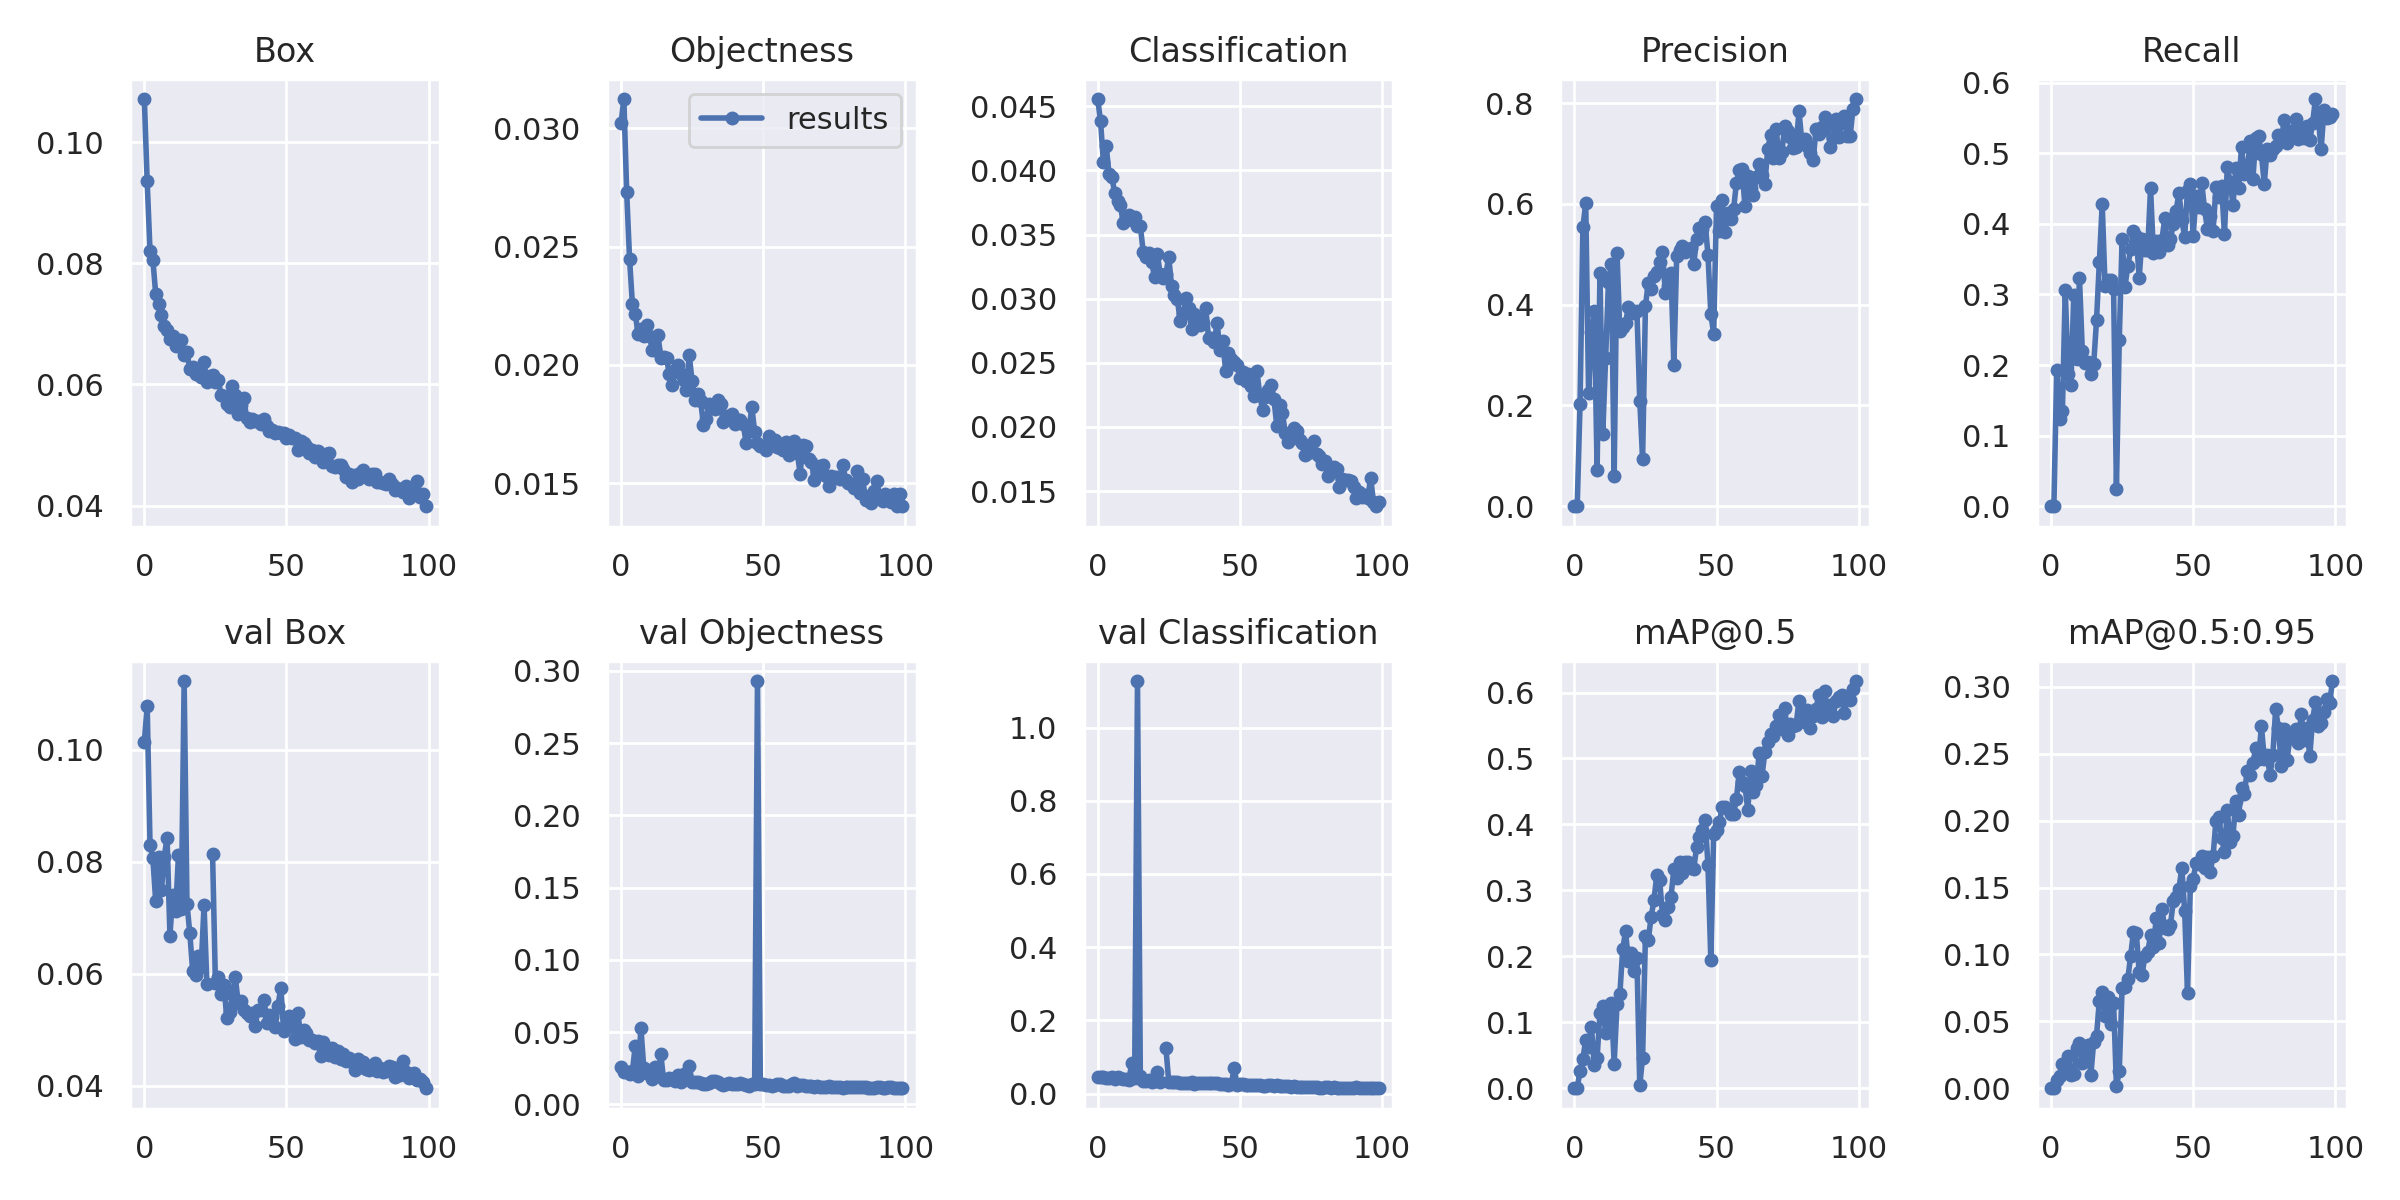 Box
Objectness
Classification
Precision
Recall
results
0.10
0.08
0.06
0.04
0 50 100
0.030
0.025
0.020
0.015
0 50 100
0.045
0.040
0.035
0.030
0.025
0.020
0.015
0 50 100
0.8
0.6
0.4
0.2
0.0
0 50 100
0.6
0.5
0.4
0.3
0.2
0.1
0.0
0 50 100
val Box
val Objectness
val Classification
mAP@0.5
mAP@0.5:0.95
0.10
0.08
0.06
0.04
0 50 100
0.30
0.25
0.20
0.15
0.10
0.05
0.00
0 50 100
1.0
0.8
0.6
0.4
0.2
0.0
0 50 100
0.6
0.5
0.4
0.3
0.2
0.1
0.0
0 50 100
0.30
0.25
0.20
0.15
0.10
0.05
0.00
0 50 100